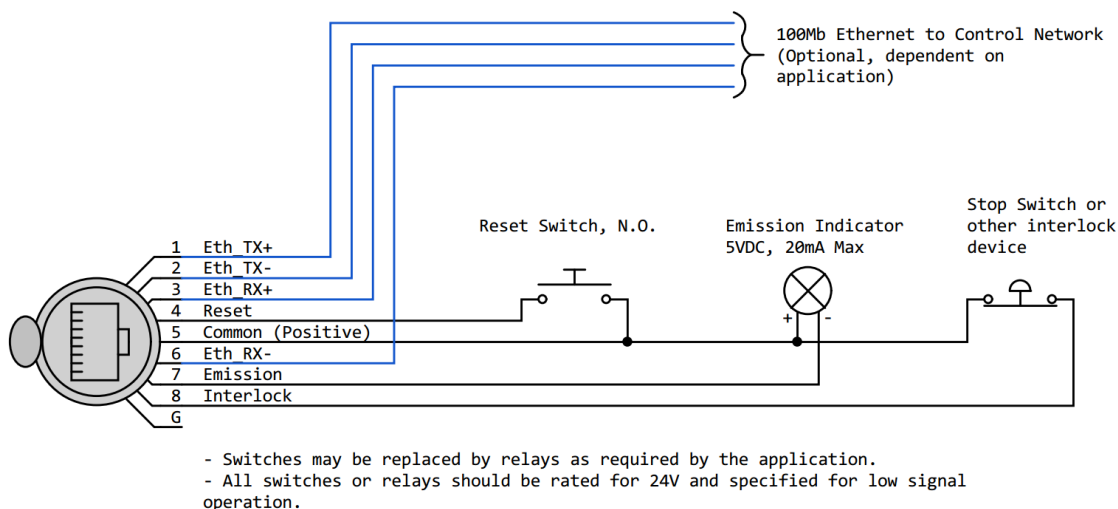 100Mb Ethernet to Control Network
(Optional, dependent on
application)
Reset Switch, N.O.
Emission Indicator
5VDC, 20mA Max
Stop Switch or
other interlock
device
1 Eth_TX+
2 Eth_TX-
3 Eth_RX+
4 Reset
5 Common (Positive)
6 Eth_RX-
7 Emission
8 Interlock
G
+ -
- Switches may be replaced by relays as required by the application.
- All switches or relays should be rated for 24V and specified for low signal
operation.